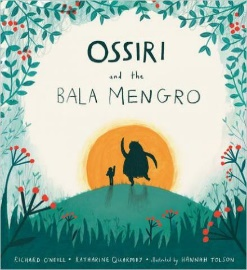 OSSIRI
and the
BALA MENGRO
RICHARD O'NEILL • KATHARINE QUARMBY • illustrated by HANNAH TOLSON